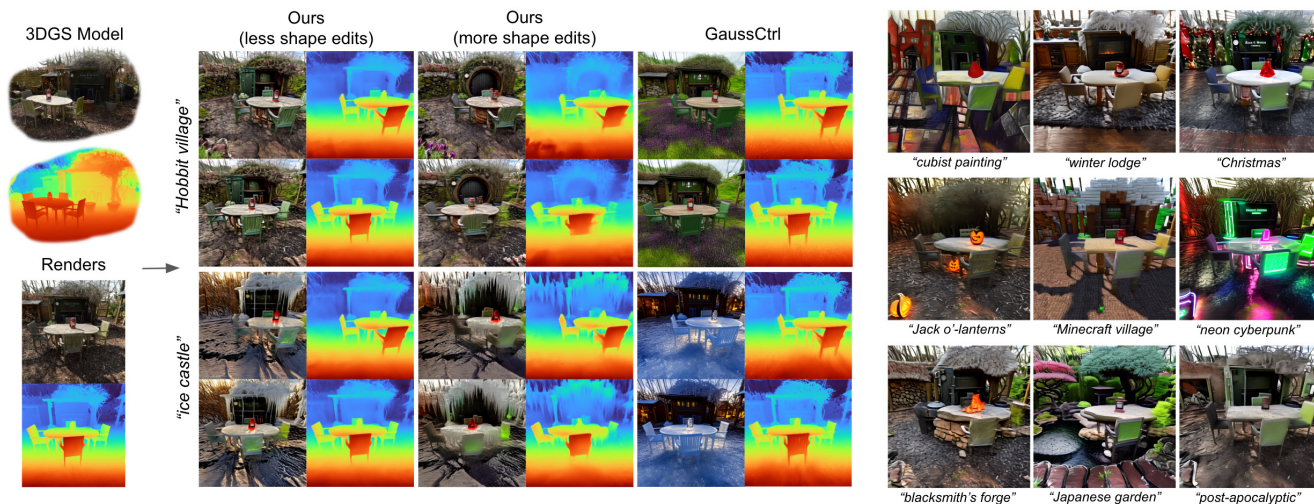 3DGS Model
Renders
Ours
(less shape edits)
Ours
(more shape edits)
GaussCtrl
“Hobbit village”
“ice castle”
“cubist painting”
“winter lodge”
“Christmas”
“Jack o’-lanterns”
“Minecraft village”
“neon cyberpunk”
“blacksmith’s forge”
“Japanese garden”
“post-apocalyptic”